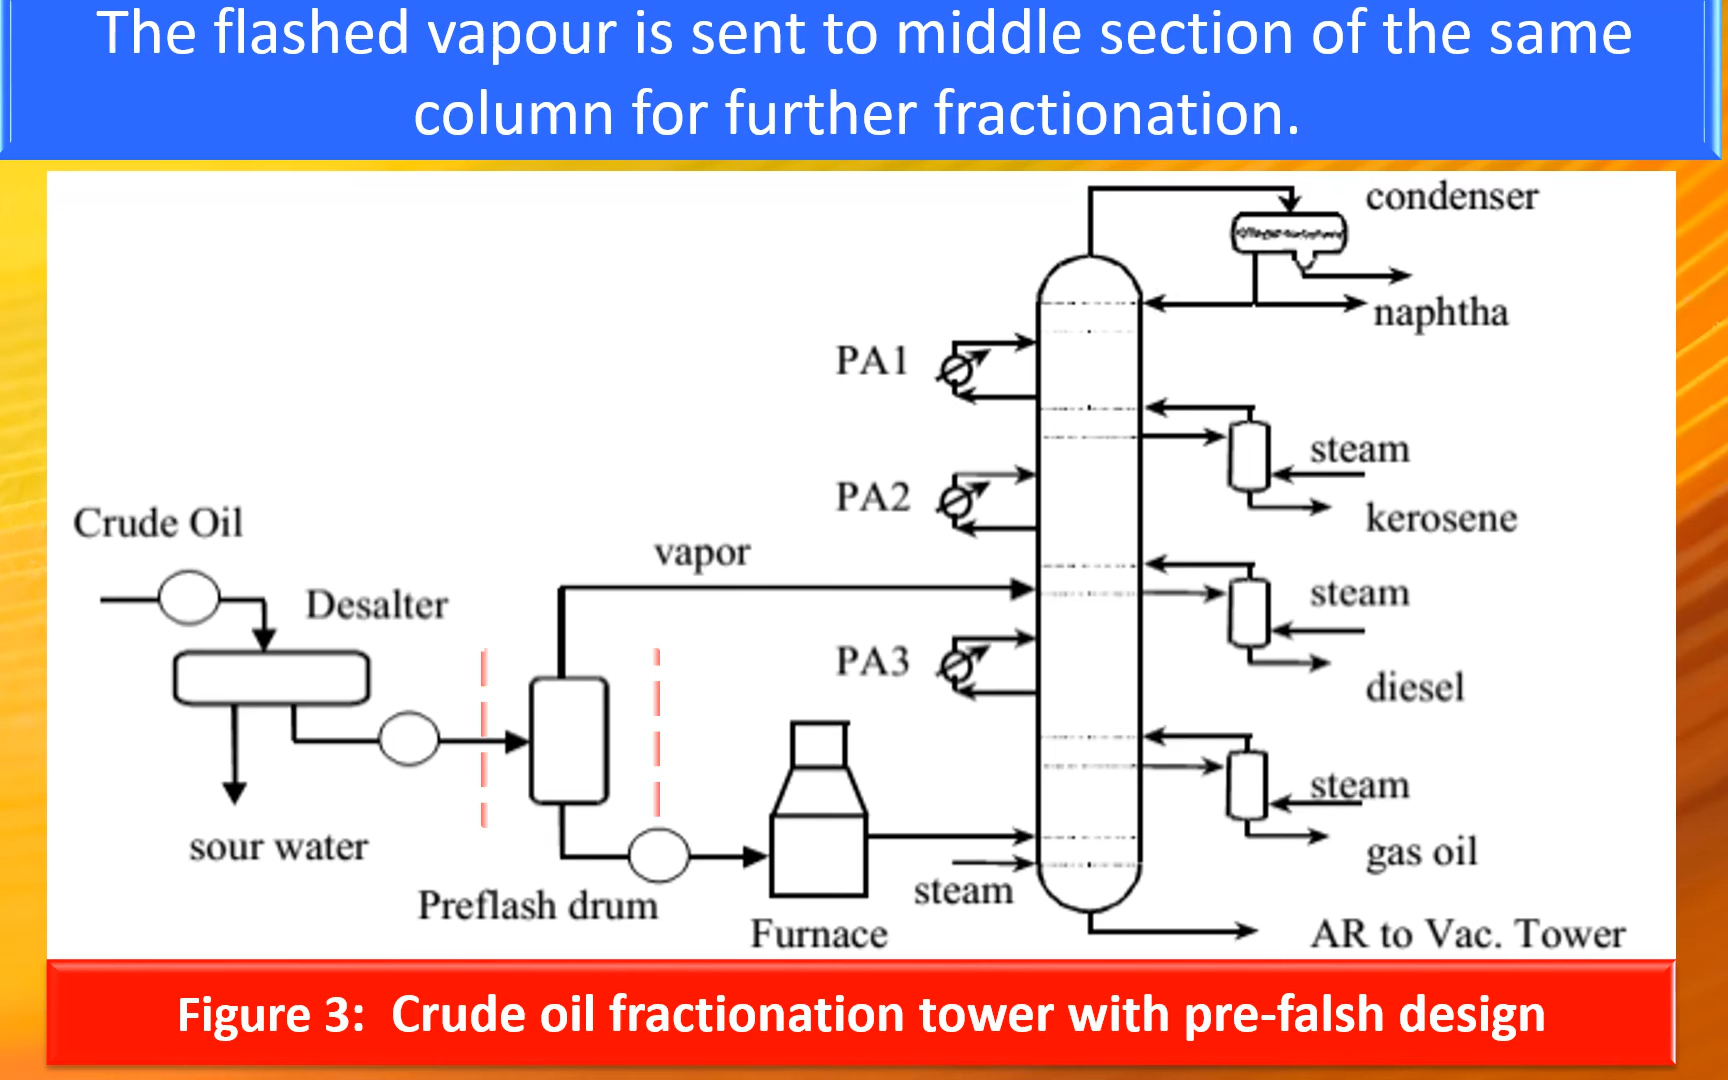 The flashed vapour is sent to middle section of the same
column for further fractionation.
condenser
naphtha
PA1
steam
kerosene
PA2
Crude Oil
vapor
Desalter
steam
PA3
diesel
steam
sour water
gas oil
Preflash drum
steam
Furnace
AR to Vac. Tower
Figure 3: Crude oil fractionation tower with pre-falsh design